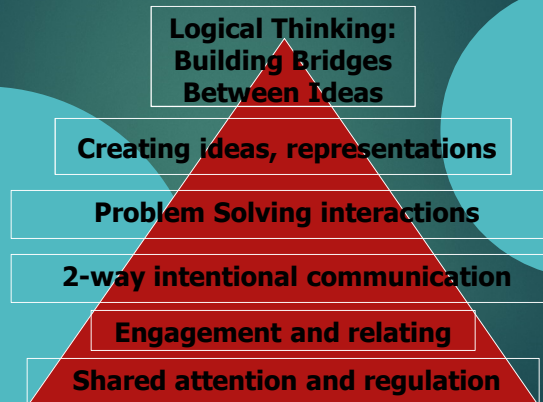 Logical Thinking:
Building Bridges
Between Ideas
Creating ideas, representations
Problem Solving interactions
2-way intentional communication
Engagement and relating
Shared attention and regulation